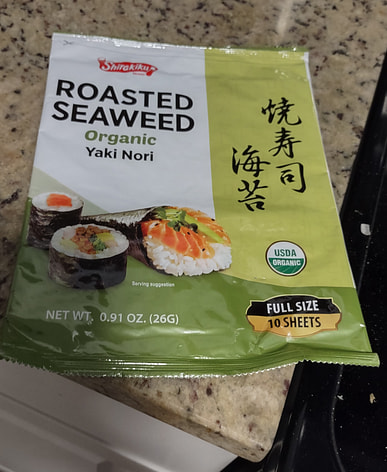 Shirakiku
ROASTED
SEAWEED
Organic
Yaki Nori
焼寿司
海苔
USDA
ORGANIC
Serving suggestion
FULL SIZE
10 SHEETS
NET WT. 0.91 OZ. (26G)